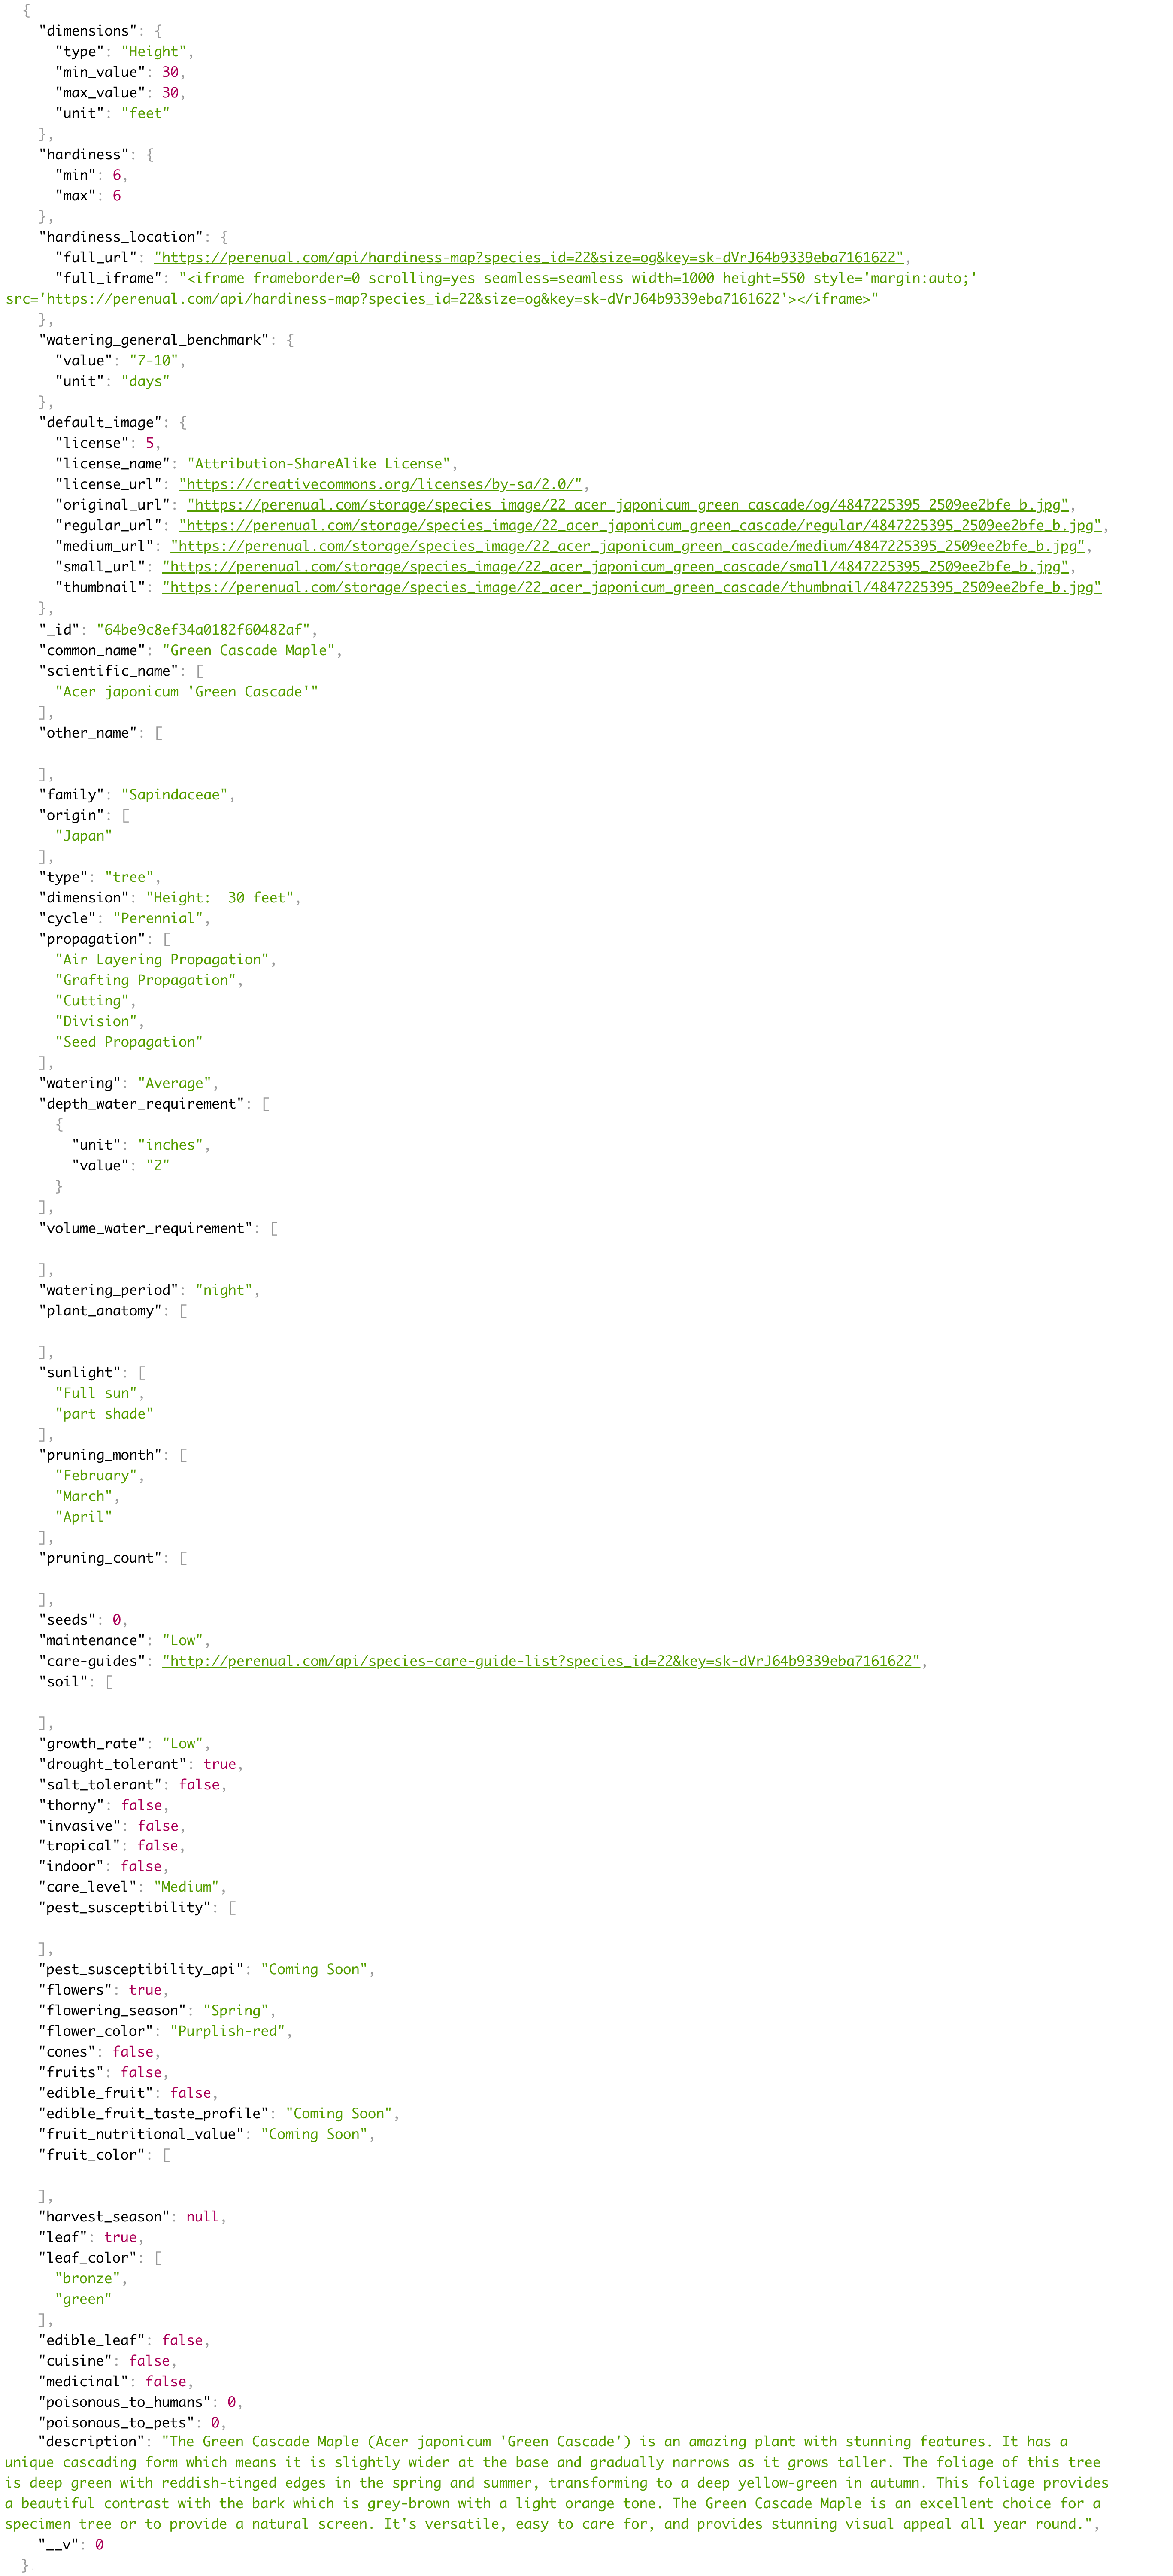 {
"dimensions": {
"type": "Height",
"min_value": 30,
"max_value": 30,
"unit": "feet"
},
"hardiness": {
"min": 6,
"max": 6
},
"hardiness_location": {
"full_url": "https://perenual.com/api/hardiness-map?species_id=22&size=og&key=sk-dVrJ64b9339eba7161622",
"full_iframe": "<iframe frameborder=0 scrolling=yes seamless=seamless width=1000 height=550 style='margin:auto;'
src='https://perenual.com/api/hardiness-map?species_id=22&size=og&key=sk-dVrJ64b9339eba7161622'></iframe>"
},
"watering_general_benchmark": {
"value": "7-10",
"unit": "days"
},
"default_image": {
"license": 5,
"license_name": "Attribution-ShareAlike License",
"license_url": "https://creativecommons.org/licenses/by-sa/2.0/",
"original_url": "https://perenual.com/storage/species_image/22_acer_japonicum_green_cascade/og/4847225395_2509ee2bfe_b.jpg",
"regular_url": "https://perenual.com/storage/species_image/22_acer_japonicum_green_cascade/regular/4847225395_2509ee2bfe_b.jpg",
"medium_url": "https://perenual.com/storage/species_image/22_acer_japonicum_green_cascade/medium/4847225395_2509ee2bfe_b.jpg",
"small_url": "https://perenual.com/storage/species_image/22_acer_japonicum_green_cascade/small/4847225395_2509ee2bfe_b.jpg",
"thumbnail": "https://perenual.com/storage/species_image/22_acer_japonicum_green_cascade/thumbnail/4847225395_2509ee2bfe_b.jpg"
},
"_id": "64be9c8ef34a0182f60482af",
"common_name": "Green Cascade Maple",
"scientific_name": [
"Acer japonicum 'Green Cascade'"
],
"other_name": [
],
"family": "Sapindaceae",
"origin": [
"Japan"
],
"type": "tree",
"dimension": "Height:  30 feet",
"cycle": "Perennial",
"propagation": [
"Air Layering Propagation",
"Grafting Propagation",
"Cutting",
"Division",
"Seed Propagation"
],
"watering": "Average",
"depth_water_requirement": [
{
"unit": "inches",
"value": "2"
}
],
"volume_water_requirement": [
],
"watering_period": "night",
"plant_anatomy": [
],
"sunlight": [
"Full sun",
"part shade"
],
"pruning_month": [
"February",
"March",
"April"
],
"pruning_count": [
],
"seeds": 0,
"maintenance": "Low",
"care-guides": "http://perenual.com/api/species-care-guide-list?species_id=22&key=sk-dVrJ64b9339eba7161622",
"soil": [
],
"growth_rate": "Low",
"drought_tolerant": true,
"salt_tolerant": false,
"thorny": false,
"invasive": false,
"tropical": false,
"indoor": false,
"care_level": "Medium",
"pest_susceptibility": [
],
"pest_susceptibility_api": "Coming Soon",
"flowers": true,
"flowering_season": "Spring",
"flower_color": "Purplish-red",
"cones": false,
"fruits": false,
"edible_fruit": false,
"edible_fruit_taste_profile": "Coming Soon",
"fruit_nutritional_value": "Coming Soon",
"fruit_color": [
],
"harvest_season": null,
"leaf": true,
"leaf_color": [
"bronze",
"green"
],
"edible_leaf": false,
"cuisine": false,
"medicinal": false,
"poisonous_to_humans": 0,
"poisonous_to_pets": 0,
"description": "The Green Cascade Maple (Acer japonicum 'Green Cascade') is an amazing plant with stunning features. It has a
unique cascading form which means it is slightly wider at the base and gradually narrows as it grows taller. The foliage of this tree
is deep green with reddish-tinged edges in the spring and summer, transforming to a deep yellow-green in autumn. This foliage provides
a beautiful contrast with the bark which is grey-brown with a light orange tone. The Green Cascade Maple is an excellent choice for a
specimen tree or to provide a natural screen. It's versatile, easy to care for, and provides stunning visual appeal all year round.",
"__v": 0
}